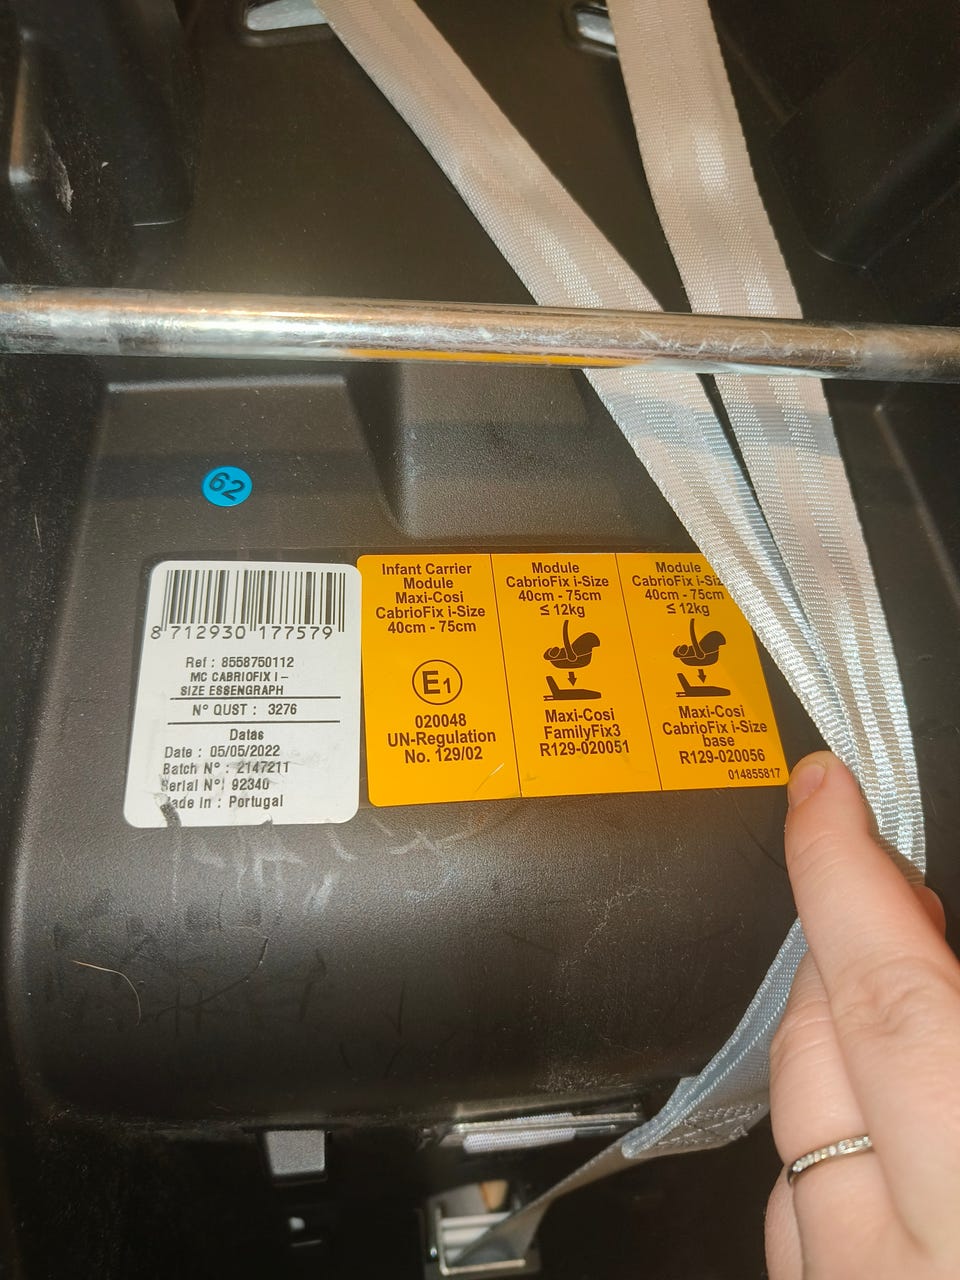 62
8 712930 177579
Ref : 8558750112
MC CABRIOFIX I -
SIZE ESSENGRAPH
N° QUST : 3276
Datas
Date : 05/05/2022
Batch N° : 2147211
Serial N° : 92340
Made In : Portugal
Infant Carrier
Module
Maxi-Cosi
CabrioFix i-Size
40cm - 75cm
E1
020048
UN-Regulation
No. 129/02
Module
CabrioFix i-Size
40cm - 75cm
≤ 12kg
Maxi-Cosi
FamilyFix3
R129-020051
Module
CabrioFix i-Size
40cm - 75cm
≤ 12kg
Maxi-Cosi
CabrioFix i-Size
base
R129-020056
014855817